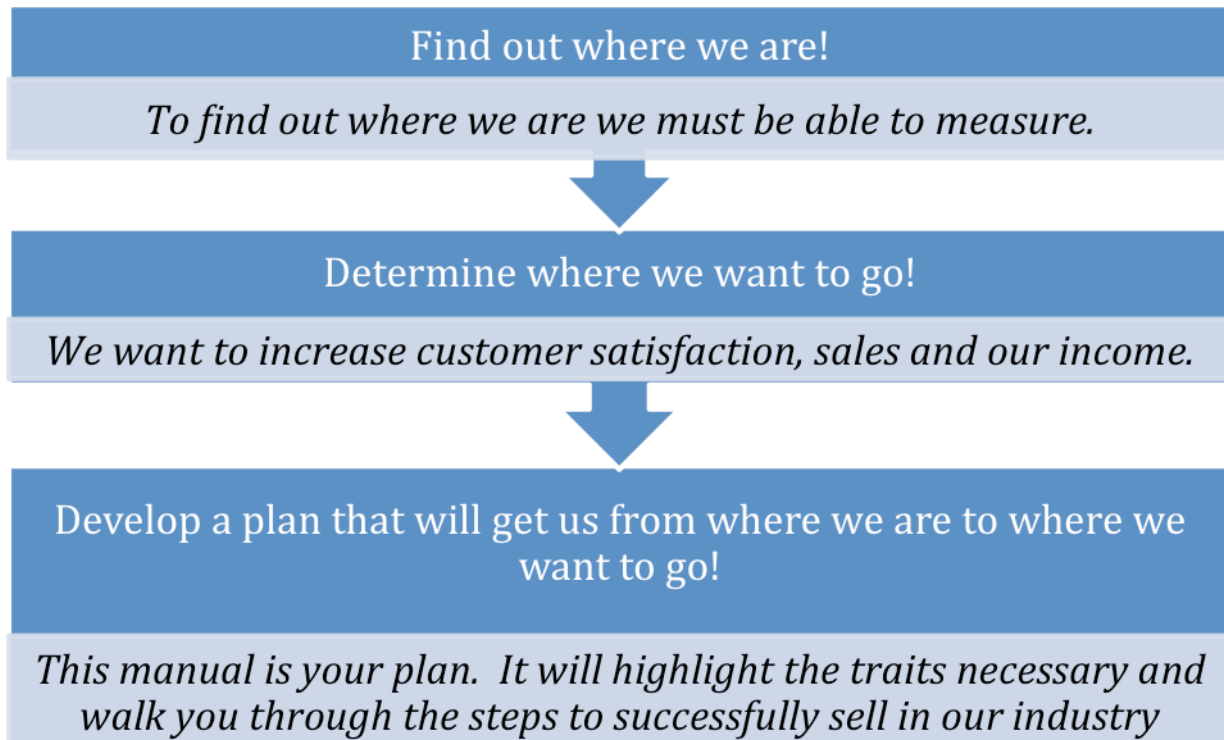 Find out where we are!
To find out where we are we must be able to measure.
Determine where we want to go!
We want to increase customer satisfaction, sales and our income.
Develop a plan that will get us from where we are to where we
want to go!
This manual is your plan.  It will highlight the traits necessary and
walk you through the steps to successfully sell in our industry